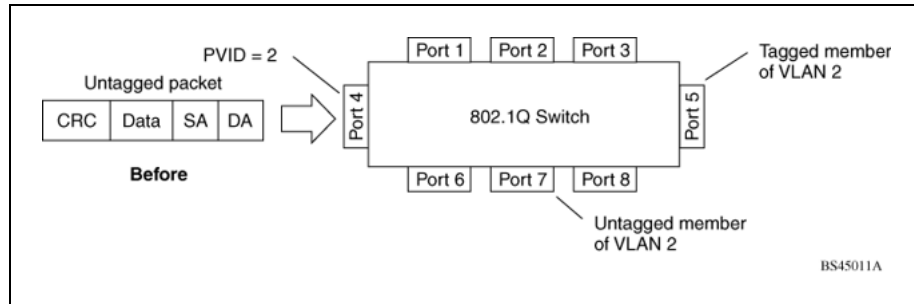 Port 1
Port 2
Port 3
PVID = 2
Tagged member
of VLAN 2
Untagged packet
CRC
Data
SA
DA
Port 4
802.1Q Switch
Port 5
Before
Port 6
Port 7
Port 8
Untagged member
of VLAN 2
BS45011A